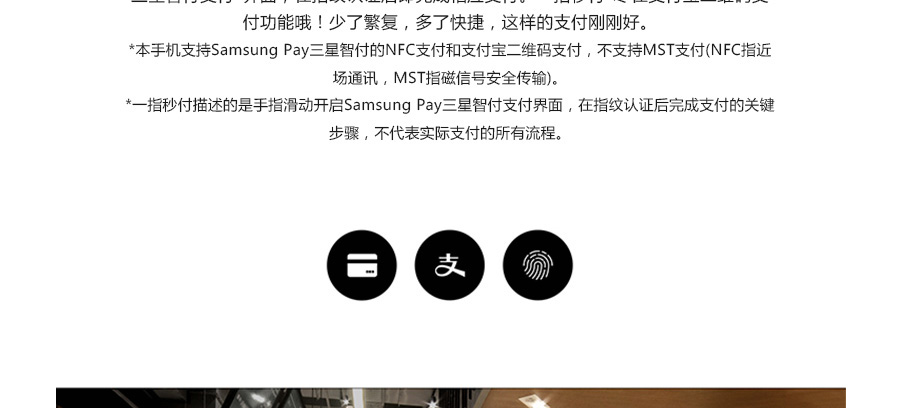 付功能哦！少了繁复，多了快捷，这样的支付刚刚好。
*本手机支持Samsung Pay三星智付的NFC支付和支付宝二维码支付，不支持MST支付(NFC指近
场通讯，MST指磁信号安全传输)。
*一指秒付描述的是手指滑动开启Samsung Pay三星智付支付界面，在指纹认证后完成支付的关键
步骤，不代表实际支付的所有流程。
支